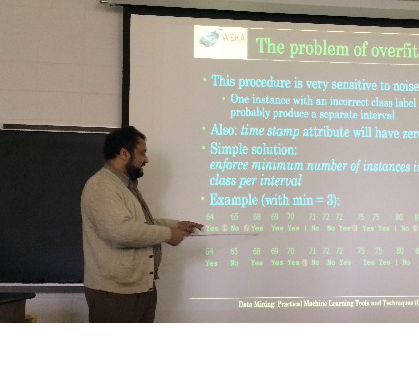 WEKA
The problem of overfit
• This procedure is very sensitive to noise
• One instance with an incorrect class label
probably produce a separate interval
• Also: time stamp attribute will have zer
• Simple solution:
enforce minimum number of instances i
class per interval
• Example (with min = 3):
64 65 68 69 70 71 72 72 75 75 80
Yes No Yes Yes Yes | No No Yes Yes Yes | No
64 65 68 69 70 71 72 72 75 75 80
Yes No Yes Yes Yes No No Yes Yes Yes | No
Data Mining: Practical Machine Learning Tools and Techniques